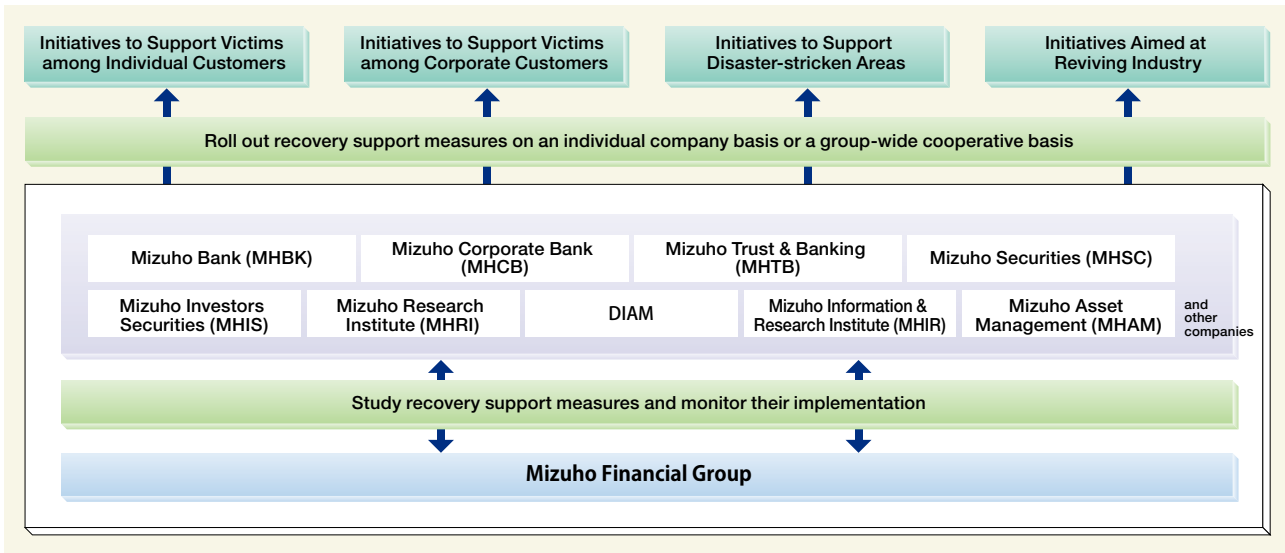 Initiatives to Support Victims
among Individual Customers
Initiatives to Support Victims
among Corporate Customers
Initiatives to Support
Disaster-stricken Areas
Initiatives Aimed at
Reviving Industry
Roll out recovery support measures on an individual company basis or a group-wide cooperative basis
Mizuho Bank (MHBK)
Mizuho Corporate Bank
(MHCB)
Mizuho Trust & Banking
(MHTB)
Mizuho Securities (MHSC)
Mizuho Investors
Securities (MHIS)
Mizuho Research
Institute (MHRI)
DIAM
Mizuho Information &
Research Institute (MHIR)
Mizuho Asset
Management (MHAM)
and
other
companies
Study recovery support measures and monitor their implementation
Mizuho Financial Group